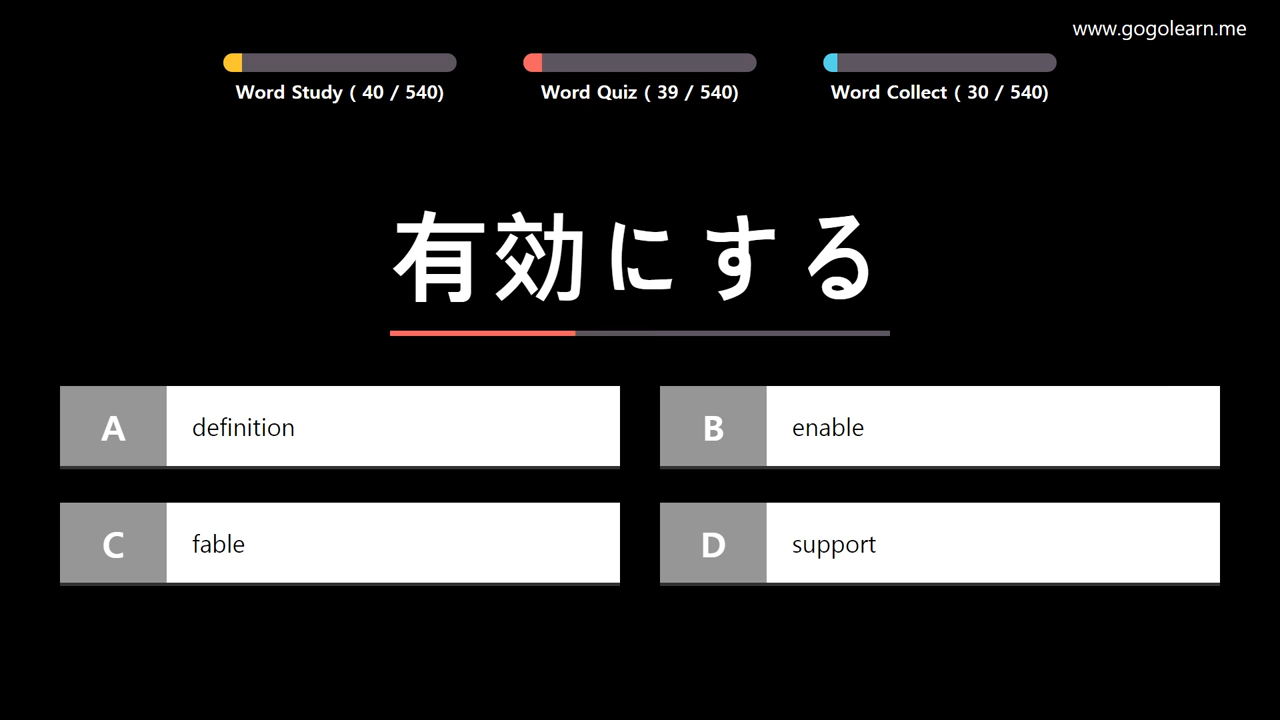 www.gogolearn.me
Word Study ( 40 / 540)
Word Quiz ( 39 / 540)
Word Collect ( 30 / 540)
有効にする
A definition
B enable
C fable
D support